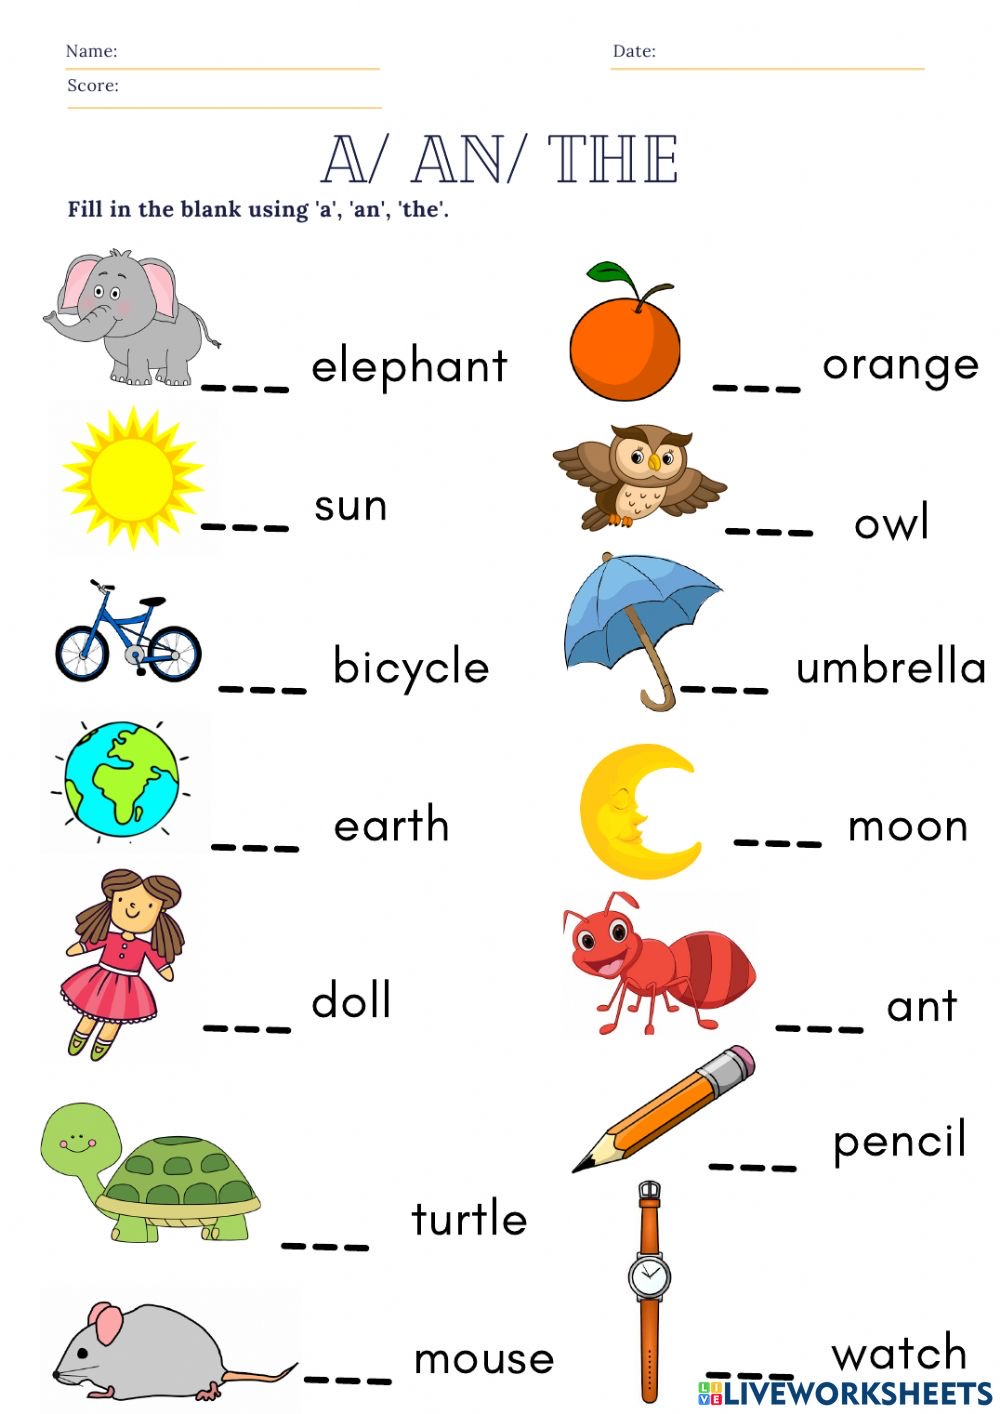 Name:
Date:
Score:
A/ AN/ THE
Fill in the blank using 'a', 'an', 'the'.
___ elephant
___ orange
___ sun
___ owl
___ bicycle
___ umbrella
___ earth
___ moon
___ doll
___ ant
___ pencil
___ turtle
___ watch
___ mouse
LIVE LIVEWORKSHEETS